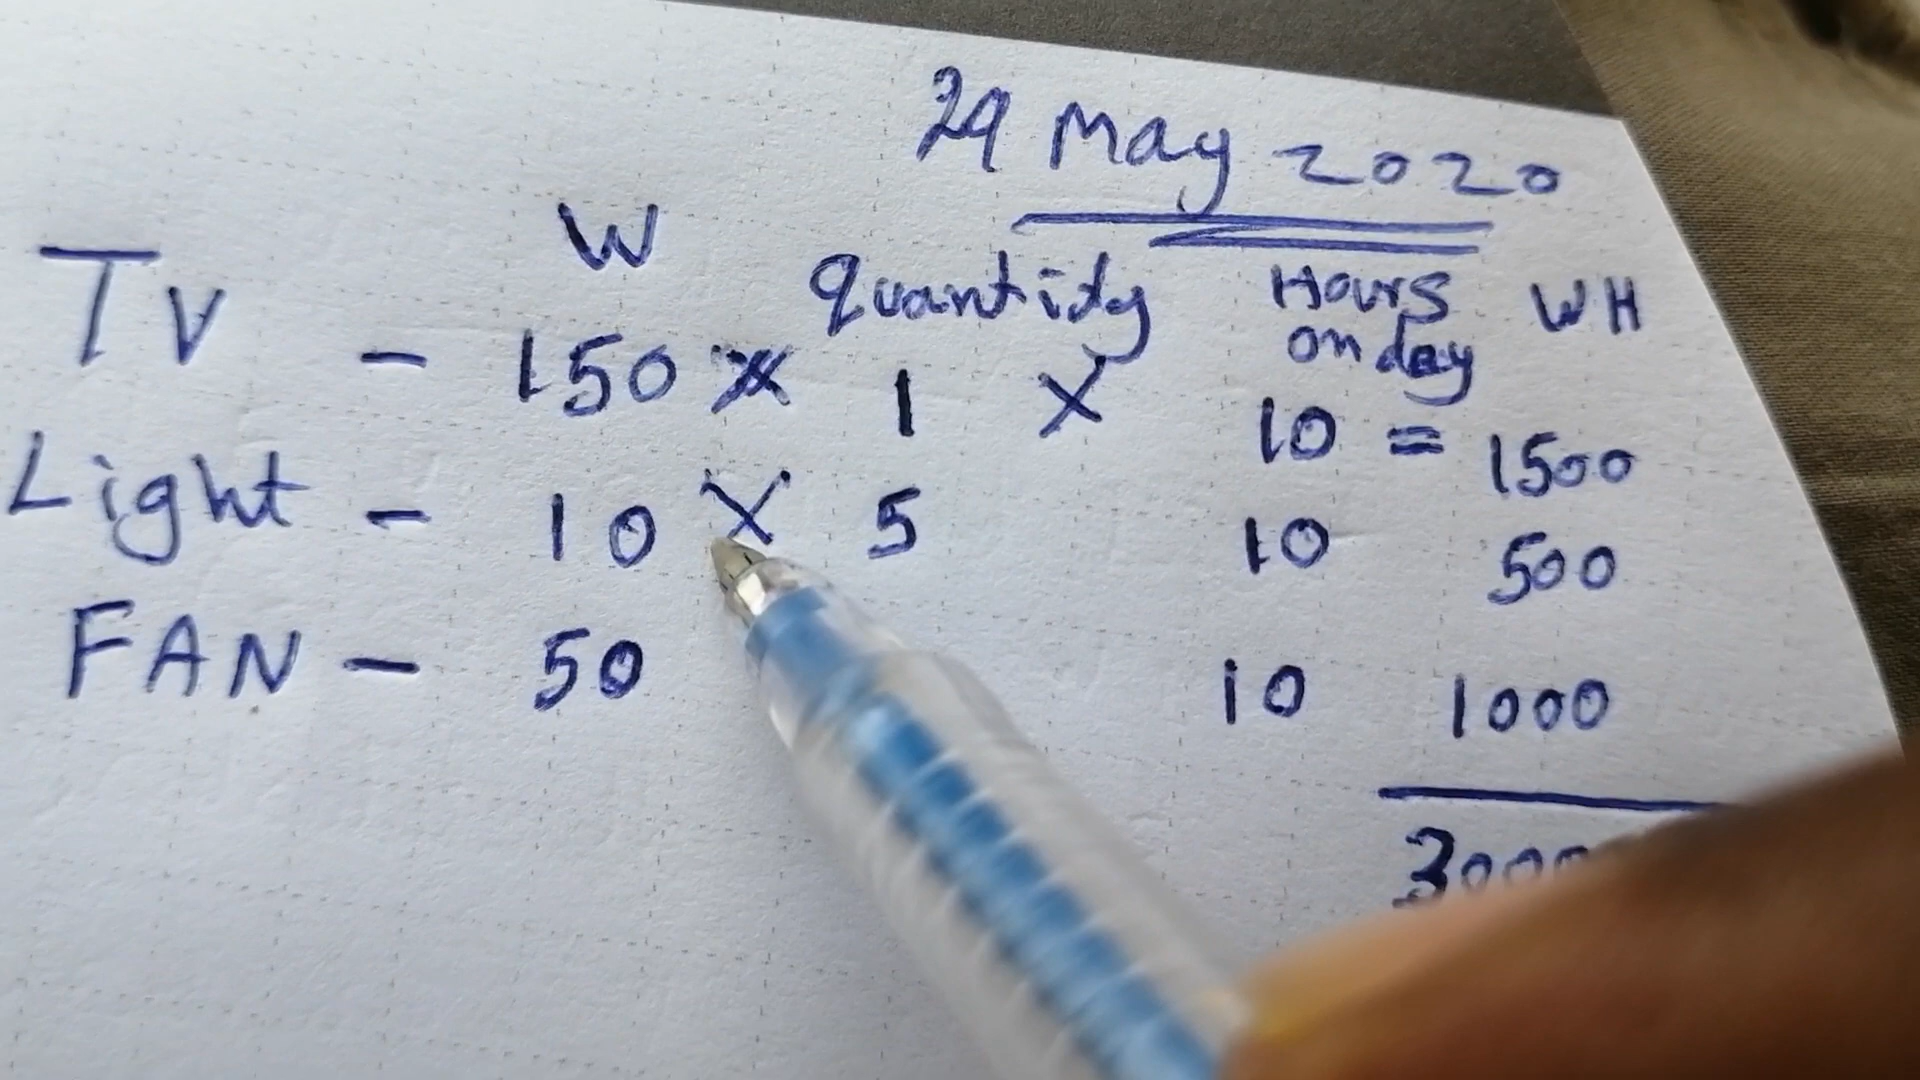 29 May 2020
W quantity Hours on day WH
TV - 150 x 1 x 10 = 1500
Light - 10 x 5 10 500
FAN - 50 10 1000
3000